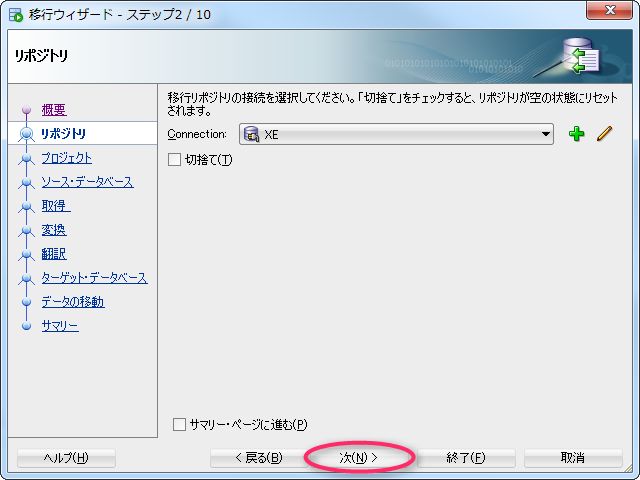 移行ウィザード - ステップ2 / 10
リポジトリ
010101010101010101010101
0101010101
概要
リポジトリ
プロジェクト
ソース・データベース
取得
変換
翻訳
ターゲット・データベース
データの移動
サマリー
移行リポジトリの接続を選択してください。「切捨て」をチェックすると、リポジトリが空の状態にリセット
されます。
Connection: XE
切捨て(T)
サマリー・ページに進む(P)
ヘルプ(H) < 戻る(B) 次(N) > 終了(F) 取消